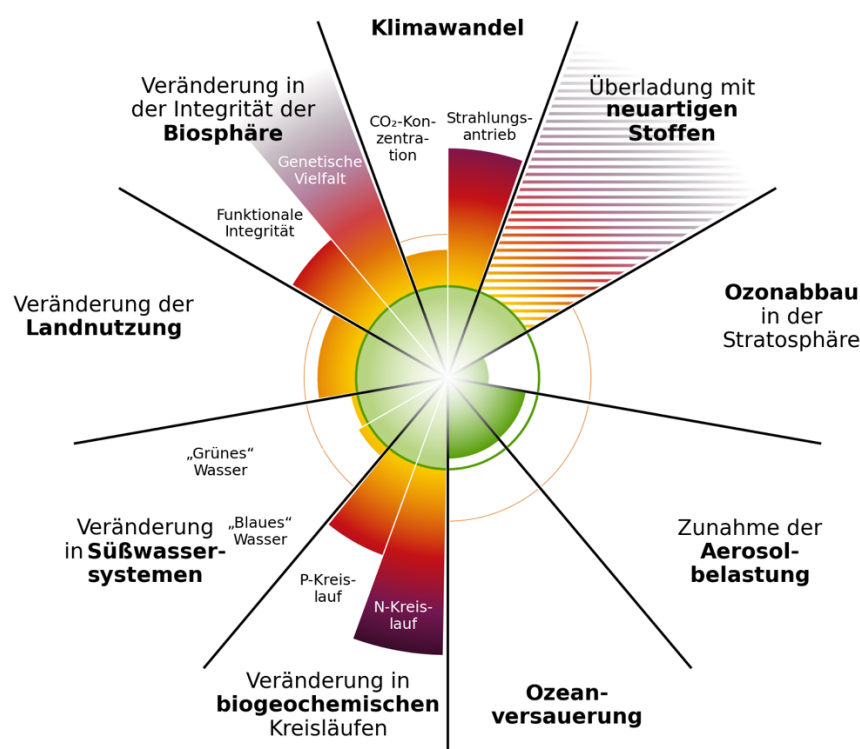 Klimawandel
Veränderung in
der Integrität der
Biosphäre
Genetische
Vielfalt
Funktionale
Integrität
CO₂-Kon-
zentra-
tion
Strahlungs-
antrieb
Überladung mit
neuartigen
Stoffen
Ozonabbau
in der
Stratosphäre
Zunahme der
Aerosol-
belastung
Ozean-
versauerung
Veränderung in
biogeochemischen
Kreisläufen
P-Kreis-
lauf
N-Kreis-
lauf
Veränderung
in Süßwasser-
systemen
„Grünes“
Wasser
„Blaues“
Wasser
Veränderung der
Landnutzung